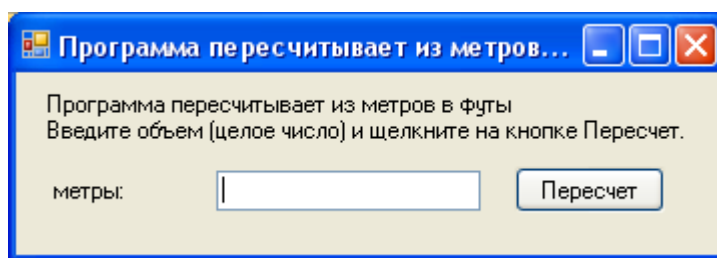 Программа пересчитывает из метров...
Программа пересчитывает из метров в футы
Введите объем (целое число) и щелкните на кнопке Пересчет.
метры:
Пересчет